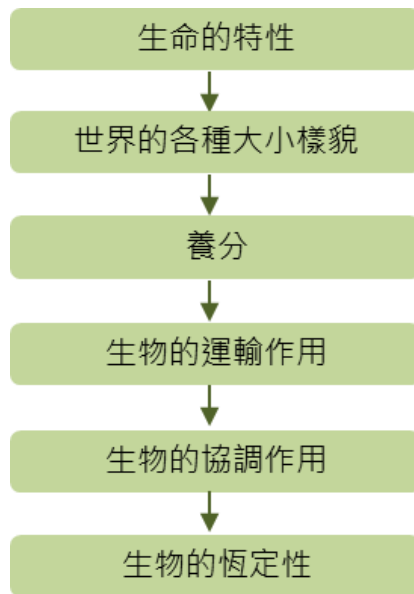 生命的特性
世界的各種大小樣貌
養分
生物的運輸作用
生物的協調作用
生物的恆定性